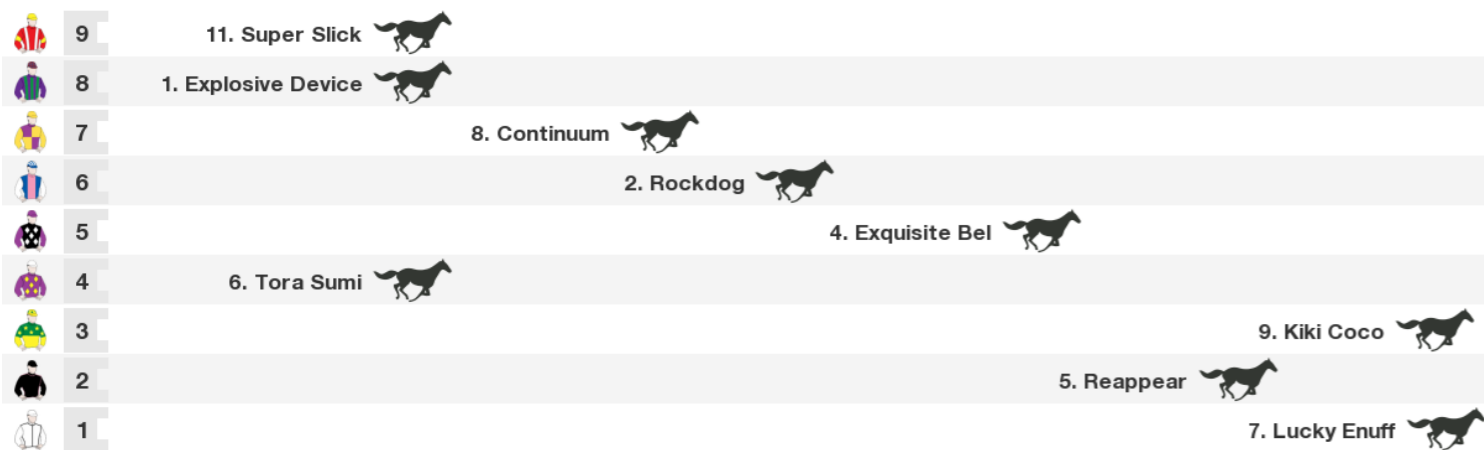 9 11. Super Slick
8 1. Explosive Device
7 8. Continuum
6 2. Rockdog
5 4. Exquisite Bel
4 6. Tora Sumi
3 9. Kiki Coco
2 5. Reappear
1 7. Lucky Enuff